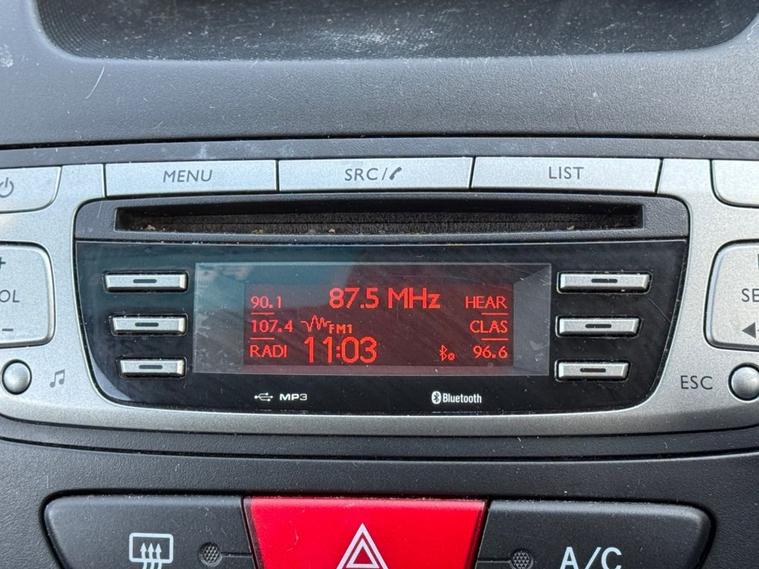 MENU
SRC/
LIST
+
VOL
−
90.1
87.5 MHz
HEAR
107.4
FM1
CLAS
RADI
11:03
96.6
MP3
Bluetooth
ESC
A/C